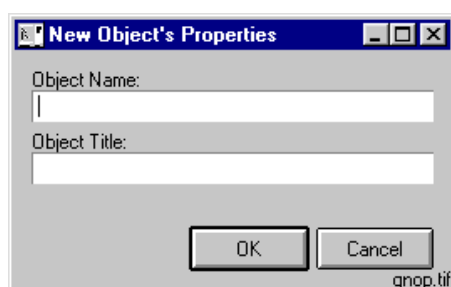 New Object's Properties
Object Name:
Object Title:
OK Cancel
gnop.tif